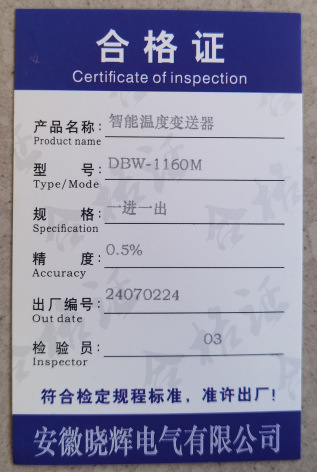 合格证
Certificate of inspection
产品名称: 智能温度变送器
Product name
型 号: DBW-1160M
Type/Mode
规 格: 一进一出
Specification
精 度: 0.5%
Accuracy
出厂编号: 24070224
Out date
检验员: 03
Inspector
符合检定规程标准，准许出厂!
安徽晓辉电气有限公司